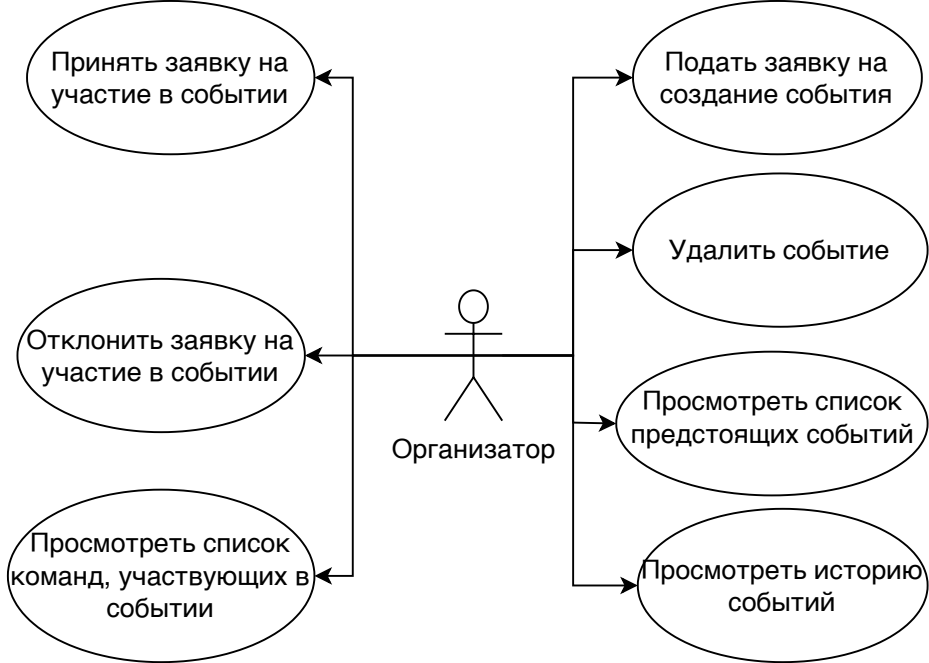 Принять заявку на
участие в событии
Подать заявку на
создание события
Удалить событие
Отклонить заявку на
участие в событии
Просмотреть список
предстоящих событий
Организатор
Просмотреть список
команд, участвующих в
событии
Просмотреть историю
событий